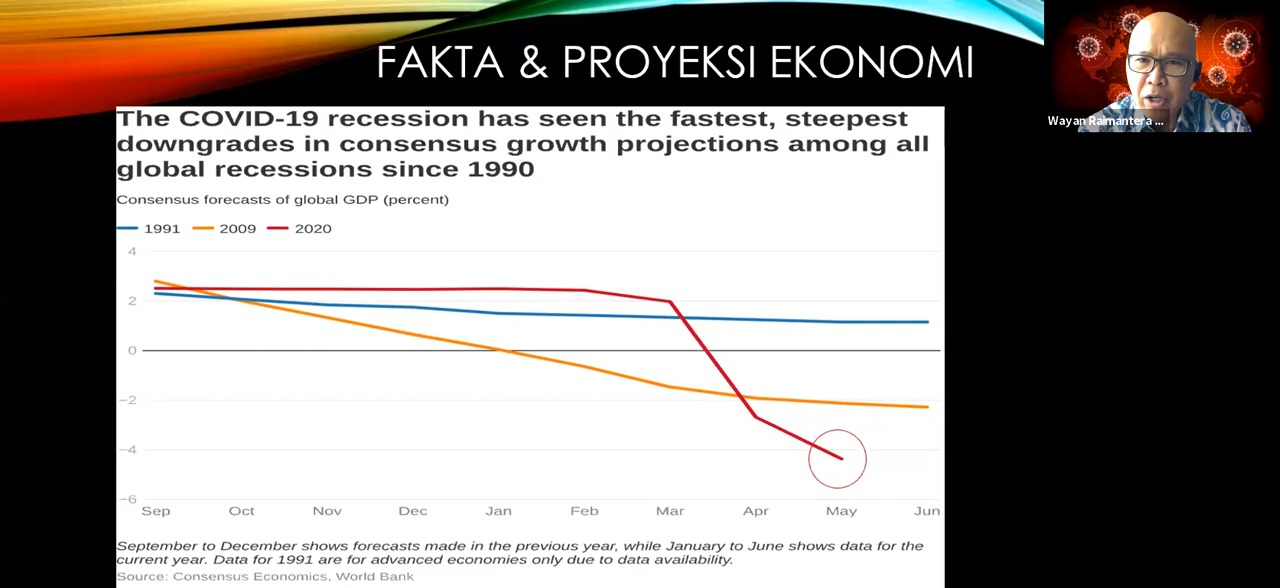 FAKTA & PROYEKSI EKONOMI
Wayan Raimantera ...
The COVID-19 recession has seen the fastest, steepest
downgrades in consensus growth projections among all
global recessions since 1990
Consensus forecasts of global GDP (percent)
1991 2009 2020
4
2
0
−2
−4
−6
Sep Oct Nov Dec Jan Feb Mar Apr May Jun
September to December shows forecasts made in the previous year, while January to June shows data for the
current year. Data for 1991 are for advanced economies only due to data availability.
Source: Consensus Economics, World Bank